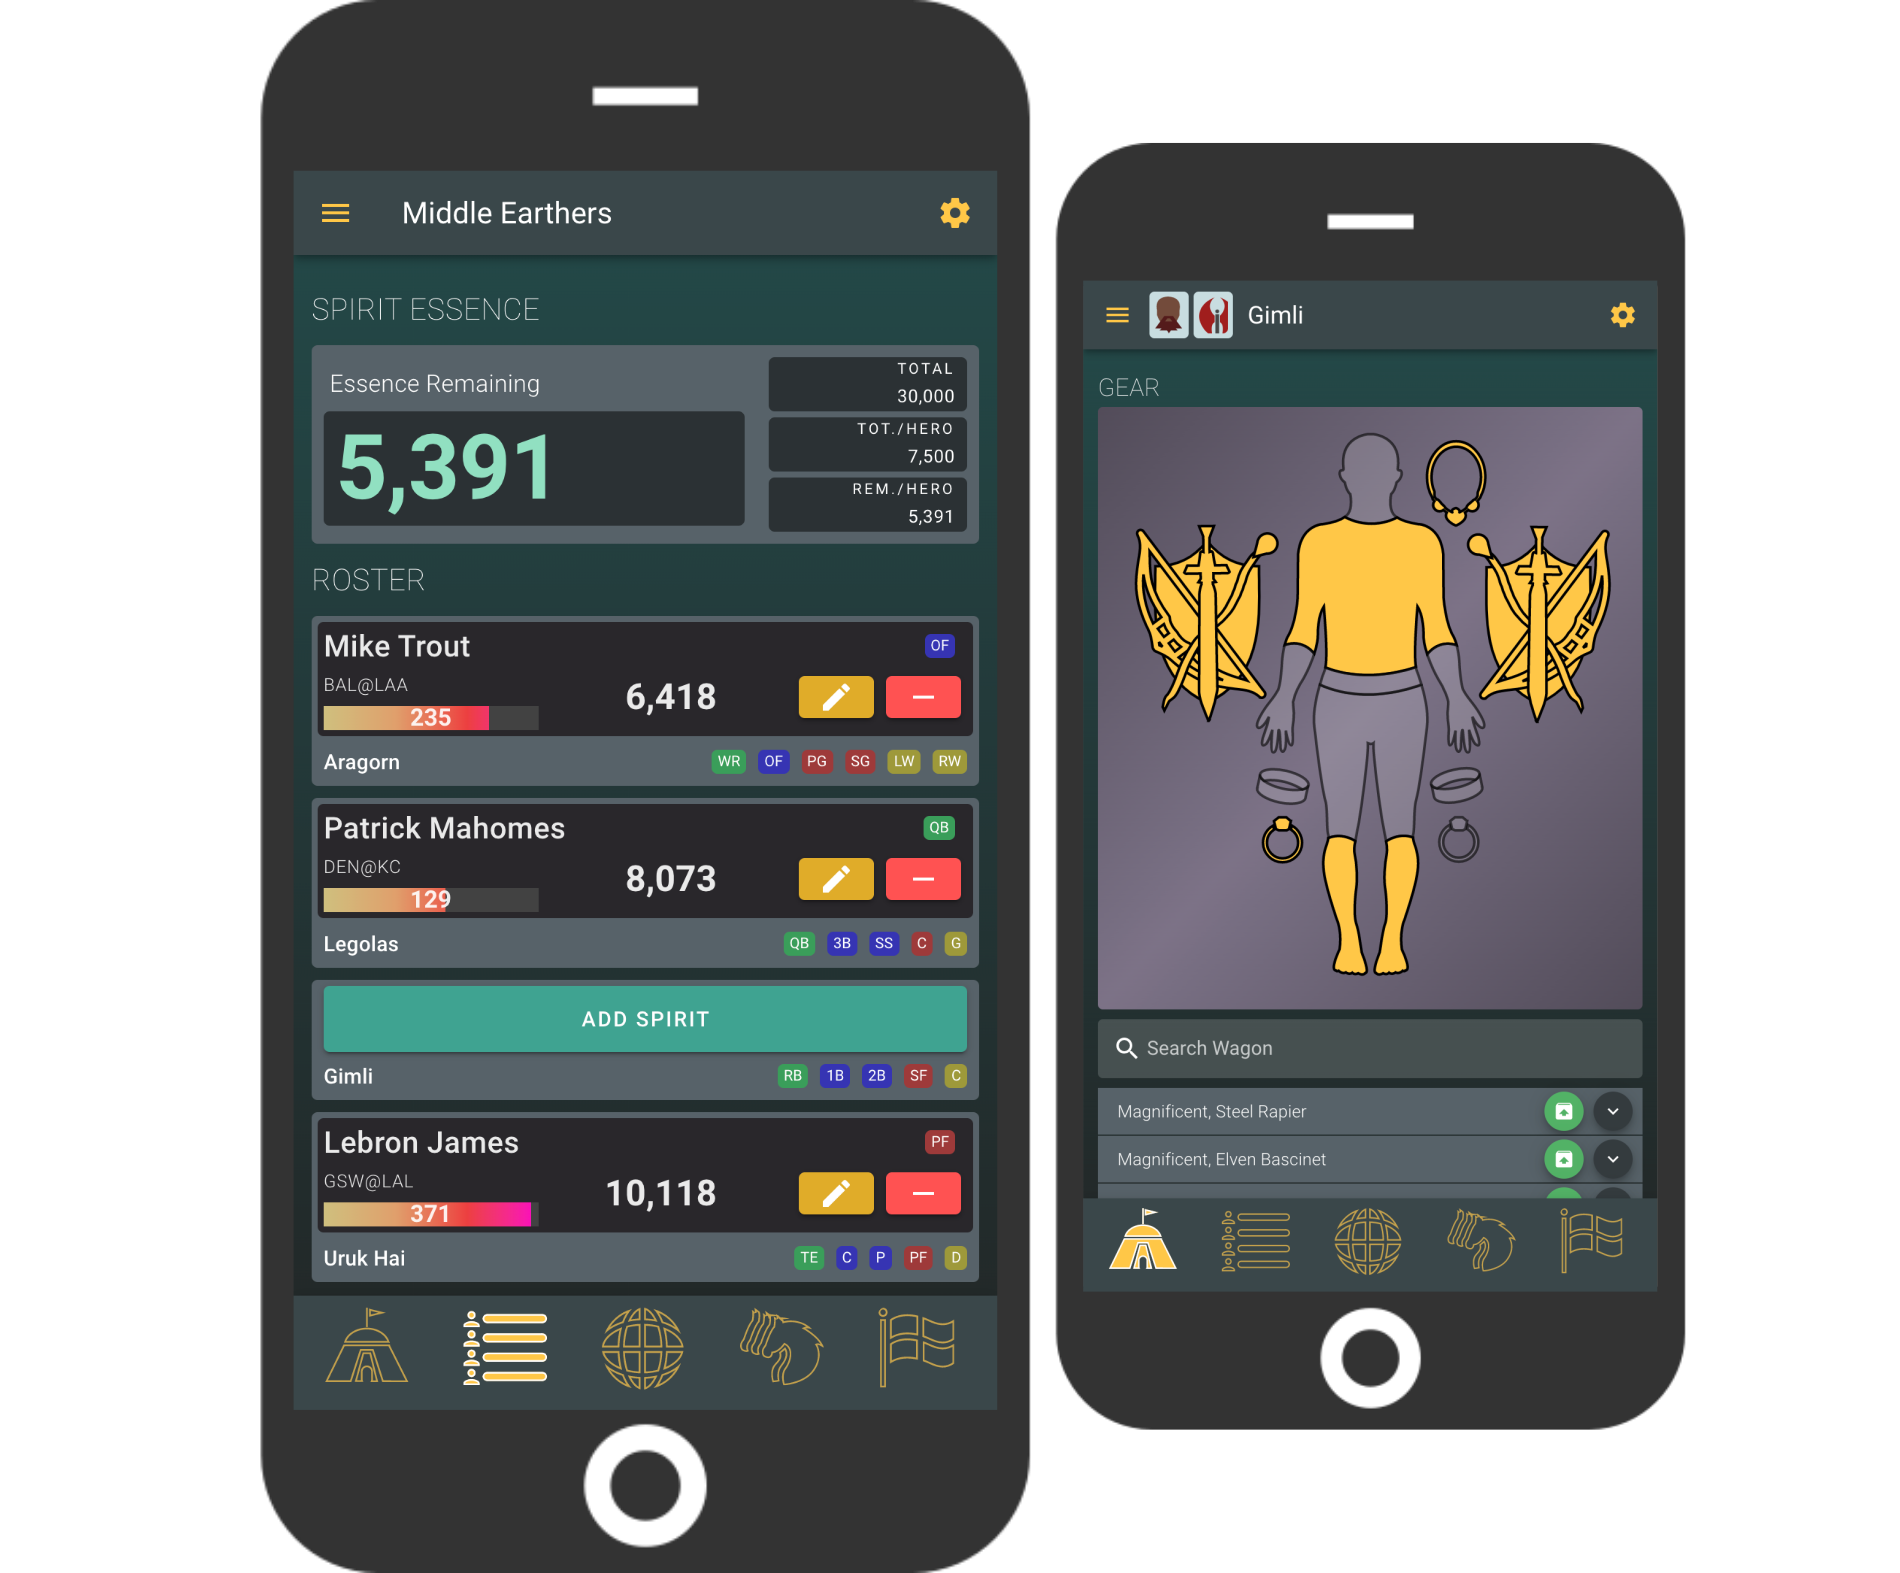 Middle Earthers
SPIRIT ESSENCE
Essence Remaining
5,391
TOTAL
30,000
TOT./HERO
7,500
REM./HERO
5,391
ROSTER
Mike Trout OF
BAL@LAA
235
6,418
Aragorn WR OF PG SG LW RW
Patrick Mahomes QB
DEN@KC
129
8,073
Legolas QB 3B SS C G
ADD SPIRIT
Gimli RB 1B 2B SF C
Lebron James PF
GSW@LAL
371
10,118
Uruk Hai TE C P PF D
Gimli
GEAR
Search Wagon
Magnificent, Steel Rapier
Magnificent, Elven Bascinet